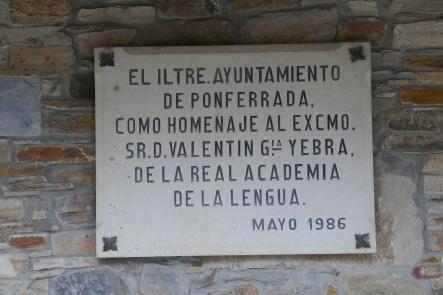 EL ILTRE. AYUNTAMIENTO
DE PONFERRADA,
COMO HOMENAJE AL EXCMO.
SR. D. VALENTIN G.ÍA YEBRA,
DE LA REAL ACADEMIA
DE LA LENGUA.
MAYO 1986